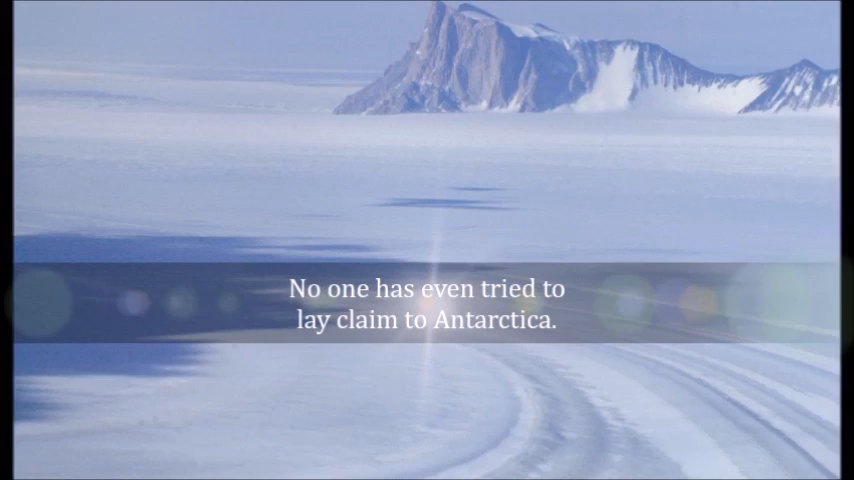 No one has even tried to
lay claim to Antarctica.